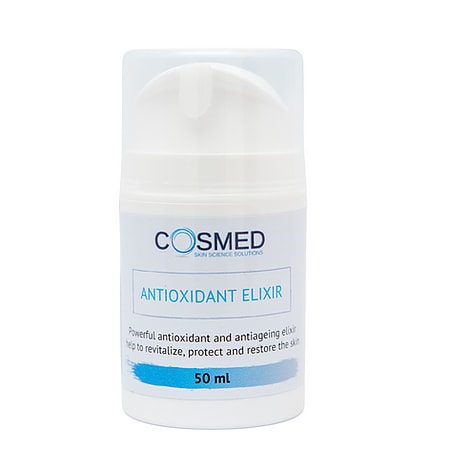 COSMED
SKIN SCIENCE SOLUTIONS
ANTIOXIDANT ELIXIR
Powerful antioxidant and antiageing elixir
help to revitalize, protect and restore the skin
50 ml